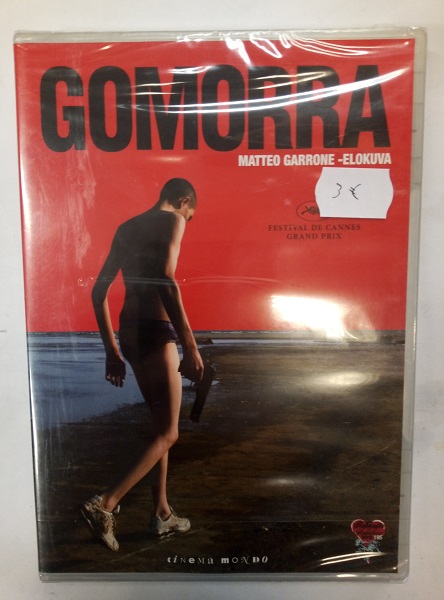 GOMORRA
MATTEO GARRONE -ELOKUVA
3 €
FESTIVAL DE CANNES
GRAND PRIX
CINEMA MONDO